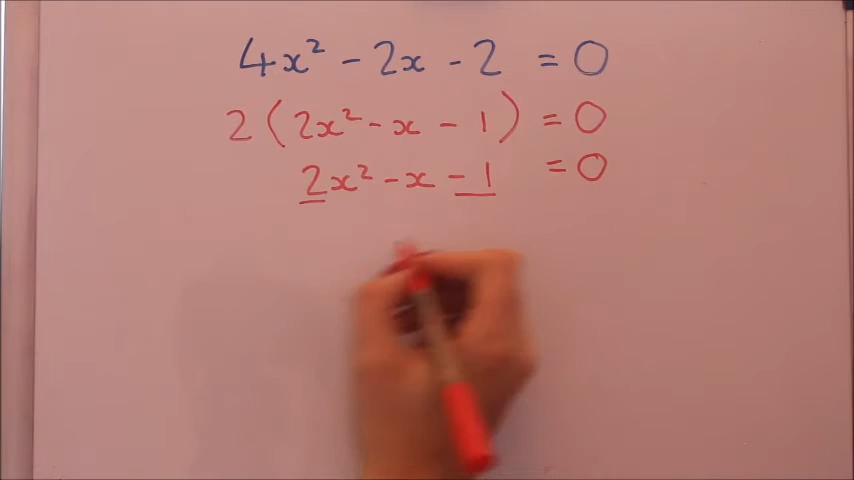 4x² - 2x - 2 = 0
2(2x² - x - 1) = 0
2x² - x - 1 = 0